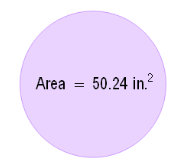 Area = 50.24 in.²